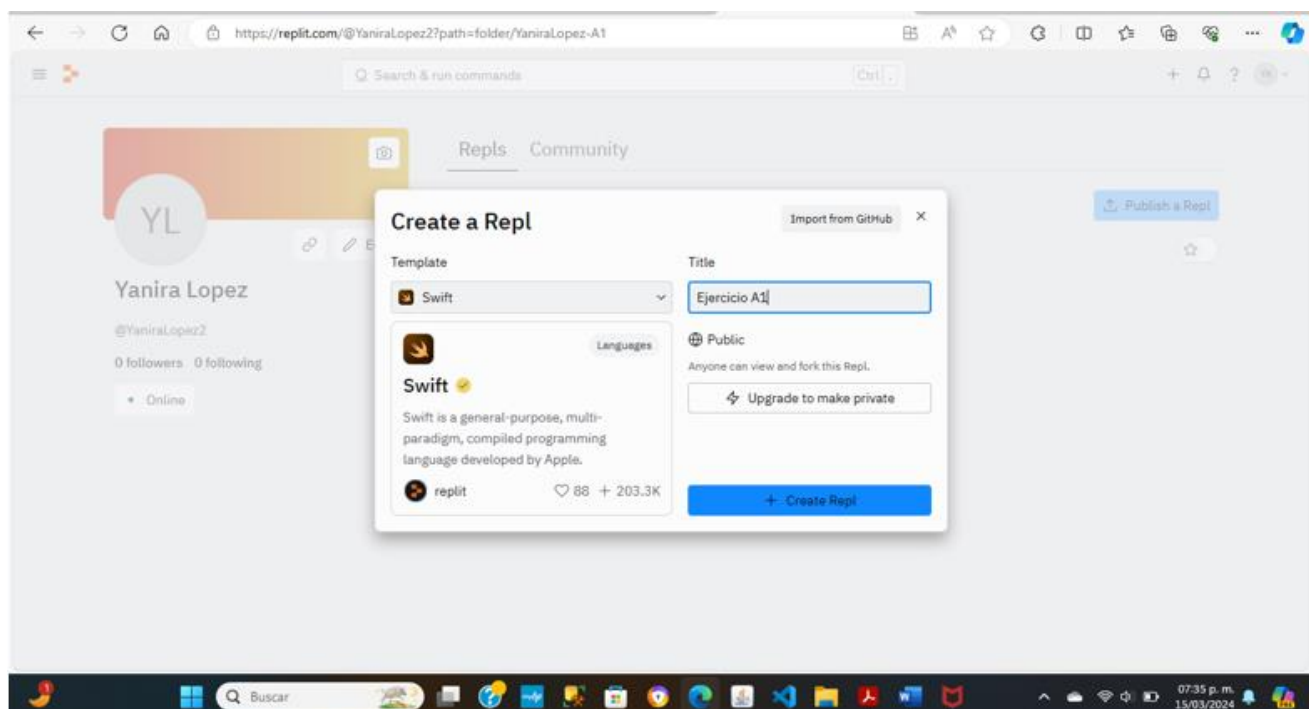 https://replit.com/@YaniraLopez2?path=folder/YaniraLopez-A1
Search & run commands
Ctrl .
Repls Community
Publish a Repl
YL
Yanira Lopez
@YaniraLopez2
0 followers 0 following
Online
Create a Repl
Import from GitHub
Template
Swift
Languages
Swift
Swift is a general-purpose, multi-
paradigm, compiled programming
language developed by Apple.
replit
88 + 203.3K
Title
Ejercicio A1
Public
Anyone can view and fork this Repl.
Upgrade to make private
+ Create Repl
Buscar
07:35 p. m.
15/03/2024